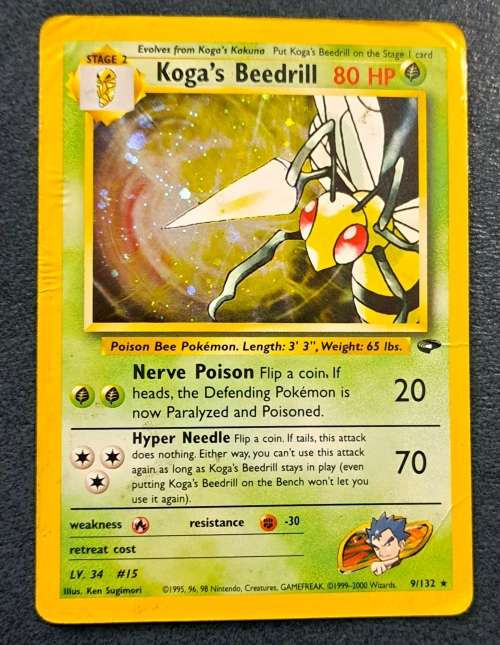 Evolves from Koga's Kakuna Put Koga's Beedrill on the Stage 1 card
STAGE 2
Koga's Beedrill 80 HP
Poison Bee Pokémon. Length: 3' 3", Weight: 65 lbs.
Nerve Poison Flip a coin. If
heads, the Defending Pokémon is
now Paralyzed and Poisoned.
20
Hyper Needle Flip a coin. If tails, this attack
does nothing. Either way, you can't use this attack
again as long as Koga's Beedrill stays in play (even
putting Koga's Beedrill on the Bench won't let you
use it again).
70
weakness resistance -30
retreat cost
LV. 34 #15
Illus. Ken Sugimori ©1995, 96, 98 Nintendo, Creatures, GAMEFREAK. ©1999-2000 Wizards. 9/132 ★